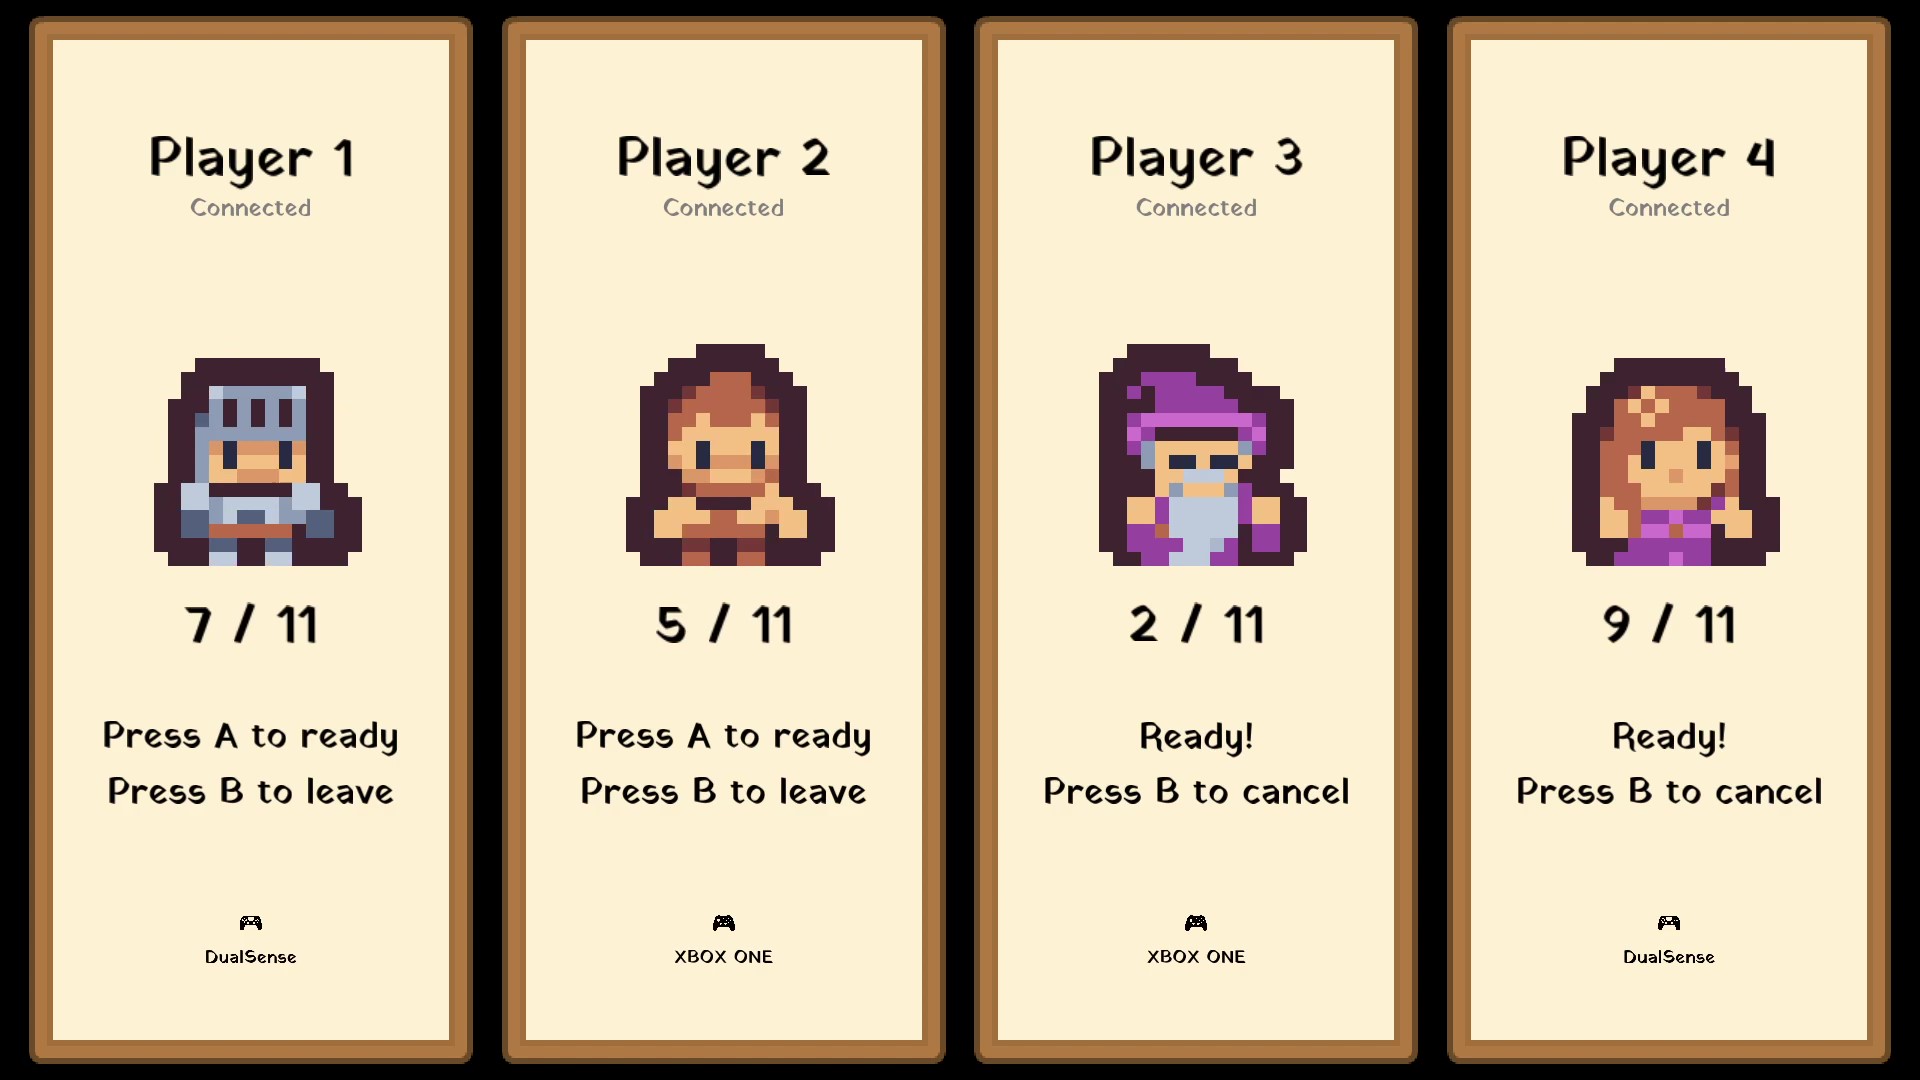 Player 1
Connected
7 / 11
Press A to ready
Press B to leave
DualSense
Player 2
Connected
5 / 11
Press A to ready
Press B to leave
XBOX ONE
Player 3
Connected
2 / 11
Ready!
Press B to cancel
XBOX ONE
Player 4
Connected
9 / 11
Ready!
Press B to cancel
DualSense